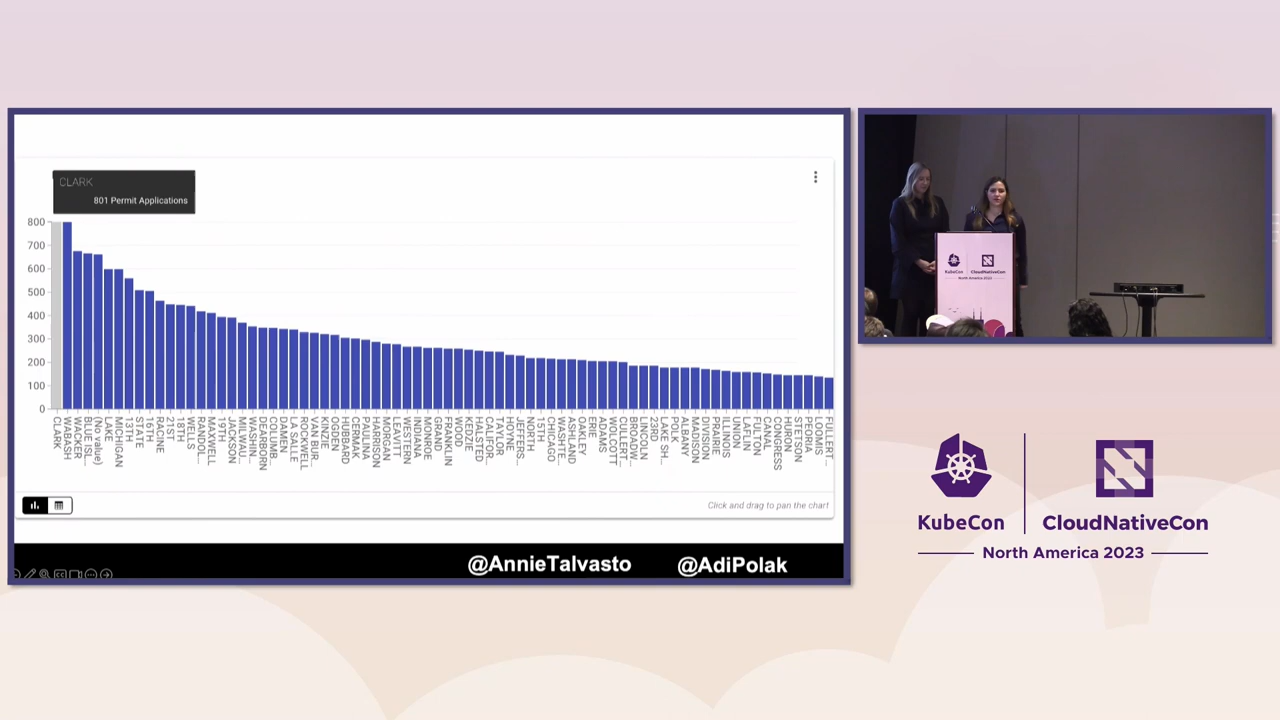 CLARK
801 Permit Applications
800
700
600
500
400
300
200
100
0
CLARK
WABASH
WACKER
BLUE ISL...
(No value)
LAKE
MICHIGAN
13TH
STATE
16TH
RACINE
21ST
18TH
WELLS
RANDOL...
MAXWELL
19TH
JACKSON
MILWAU...
WASHIN...
DEARBORN
COLUMB...
DAMEN
LA SALLE
ROCKWELL
VAN BUR...
KINZIE
OGDEN
HUBBARD
CERMAK
PAULINA
HARRISON
MORGAN
LEAVITT
WESTERN
INDIANA
MONROE
GRAND
FRANKLIN
WOOD
KEDZIE
HALSTED
CALIFOR...
TAYLOR
HOYNE
JEFFERS...
NORTH
15TH
CHICAGO
WASHTE...
ASHLAND
OAKLEY
ERIE
ADAMS
WOLCOTT
CULLERT...
BROADW...
LINCOLN
23RD
LAKE SH...
POLK
ALBANY
MADISON
DIVISION
PRAIRIE
ILLINOIS
UNION
LAFLIN
FULTON
CANAL
CONGRESS
HURON
STETSON
PEORIA
LOOMIS
FULLERT...
Click and drag to pan the chart
@AnnieTalvasto @AdiPolak
KubeCon CloudNativeCon
North America 2023
KubeCon CloudNativeCon
North America 2023